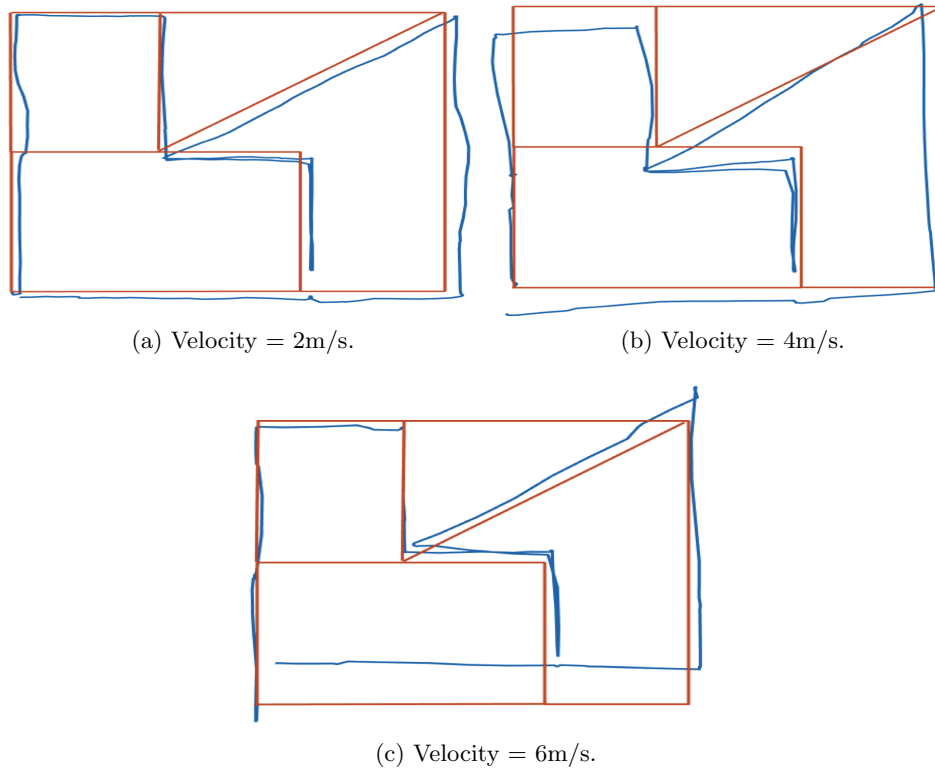 (a) Velocity = 2m/s.
(b) Velocity = 4m/s.
(c) Velocity = 6m/s.